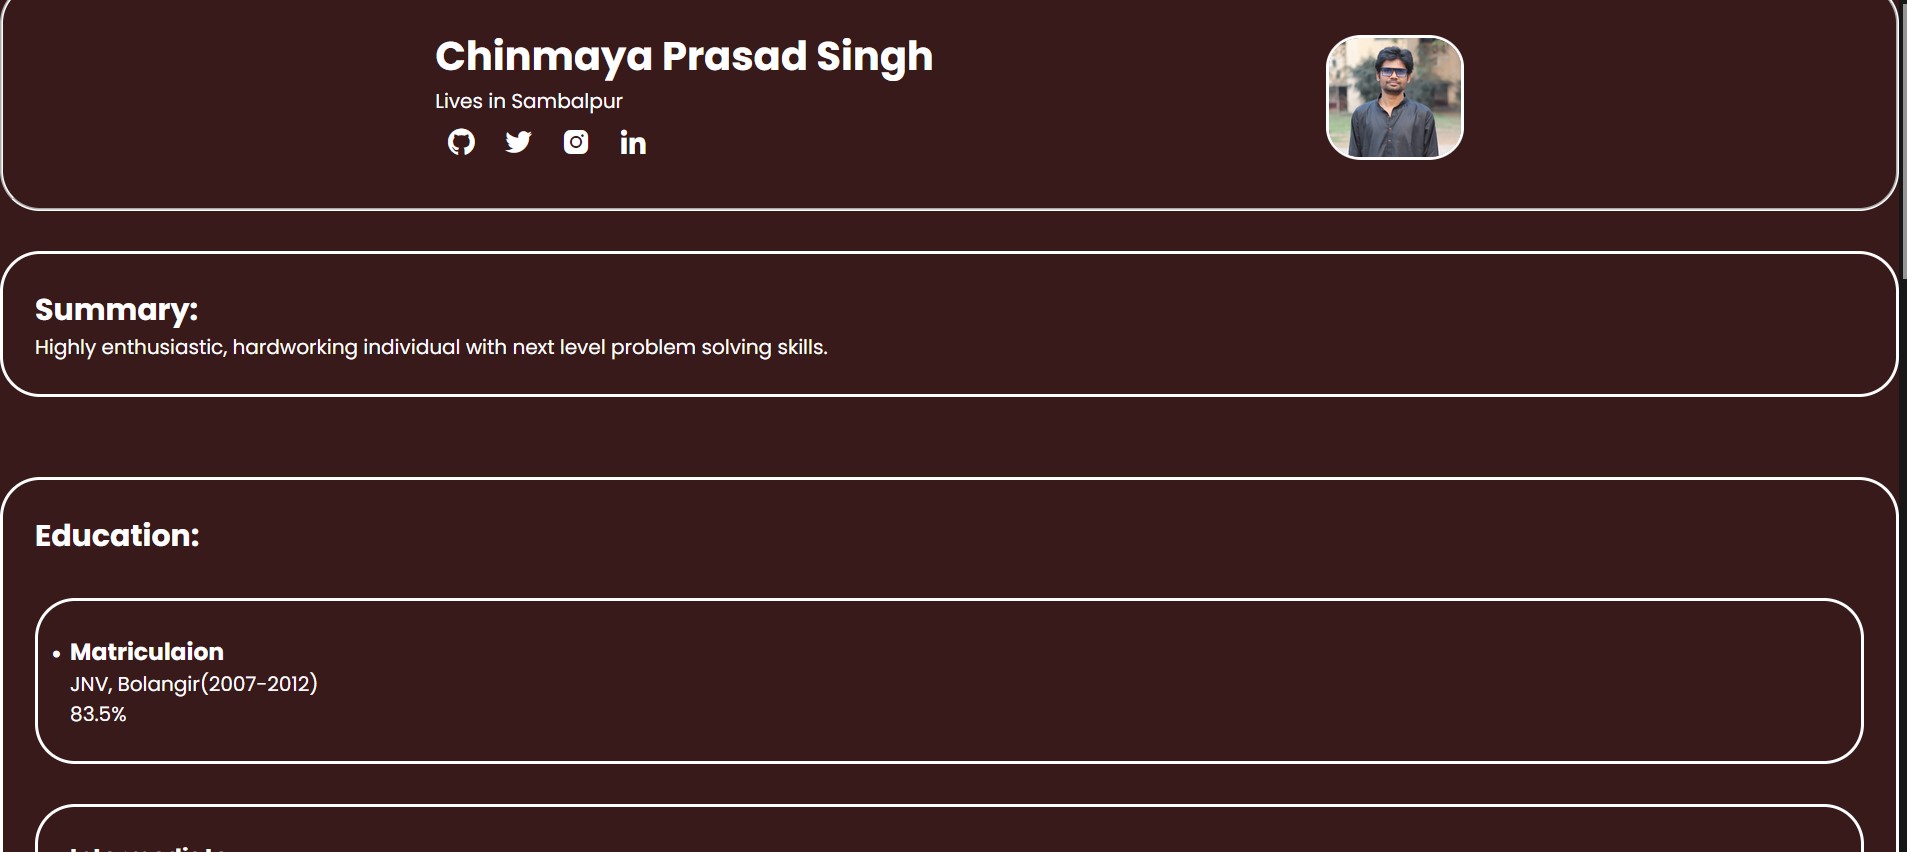 Chinmaya Prasad Singh
Lives in Sambalpur
Summary:
Highly enthusiastic, hardworking individual with next level problem solving skills.
Education:
Matriculaion
JNV, Bolangir(2007-2012)
83.5%